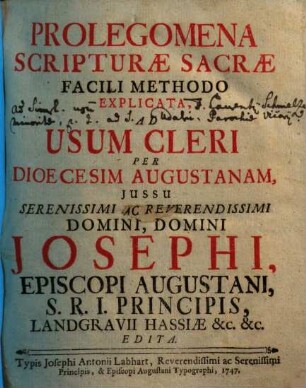 PROLEGOMENA
SCRIPTURÆ SACRÆ
FACILI METHODO
EXPLICATA,
USUM CLERI
PER
DIOECESIM AUGUSTANAM,
JUSSU
SERENISSIMI AC REVERENDISSIMI
DOMINI, DOMINI
JOSEPHI,
EPISCOPI AUGUSTANI,
S. R. I. PRINCIPIS,
LANDGRAVII HASSIÆ &c. &c.
EDITA.
Typis Josephi Antonii Labhart, Reverendissimi ac Serenissimi
Principis, & Episcopi Augustani Typographi, 1747.